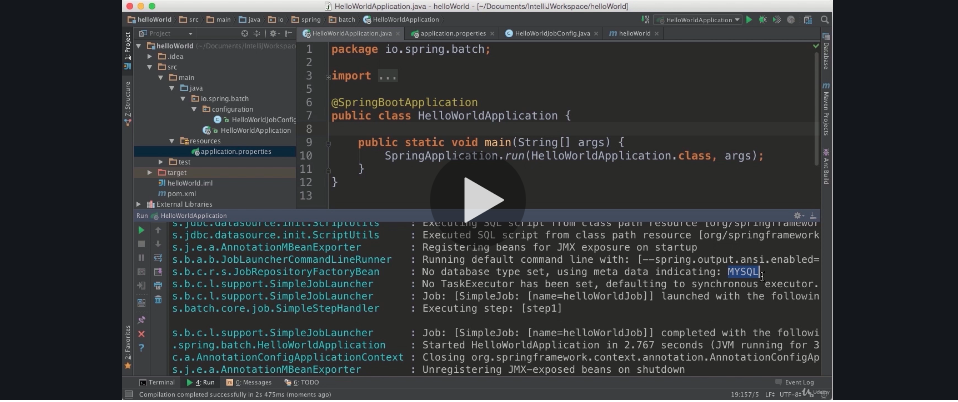 HelloWorldApplication.java - helloWorld - [~/Documents/IntelliJWorkspace/helloWorld]
helloWorld src main java io spring batch HelloWorldApplication HelloWorldApplication
Project HelloWorldApplication.java application.properties HelloWorldJobConfig.java helloWorld
1: Project
Z: Structure
2: Favorites
Database
Maven Projects
Ant Build
helloWorld ~/Documents/IntelliJWorkspace
.idea
src
main
java
io.spring.batch
configuration
HelloWorldJobConfig
HelloWorldApplication
resources
application.properties
test
target
helloWorld.iml
pom.xml
External Libraries
1 package io.spring.batch;
2
3 import ...
5
6 @SpringBootApplication
7 public class HelloWorldApplication {
8
9 public static void main(String[] args) {
10 SpringApplication.run(HelloWorldApplication.class, args);
11 }
12 }
13
Run HelloWorldApplication
s.jdbc.datasource.init.ScriptUtils : Executing SQL script from class path resource [org/springframework
s.jdbc.datasource.init.ScriptUtils : Executed SQL script from class path resource [org/springframework
s.j.e.a.AnnotationMBeanExporter : Registering beans for JMX exposure on startup
s.b.a.b.JobLauncherCommandLineRunner : Running default command line with: [--spring.output.ansi.enabled=
s.b.c.r.s.JobRepositoryFactoryBean : No database type set, using meta data indicating: MYSQL
s.b.c.l.support.SimpleJobLauncher : No TaskExecutor has been set, defaulting to synchronous executor.
s.b.c.l.support.SimpleJobLauncher : Job: [SimpleJob: [name=helloWorldJob]] launched with the followin
s.batch.core.job.SimpleStepHandler : Executing step: [step1]
s.b.c.l.support.SimpleJobLauncher : Job: [SimpleJob: [name=helloWorldJob]] completed with the followi
.spring.batch.HelloWorldApplication : Started HelloWorldApplication in 2.767 seconds (JVM running for 3
c.a.AnnotationConfigApplicationContext : Closing org.springframework.context.annotation.AnnotationConfigAp
s.j.e.a.AnnotationMBeanExporter : Unregistering JMX-exposed beans on shutdown
Terminal 4: Run 0: Messages 6: TODO Event Log
Compilation completed successfully in 2s 475ms (moments ago) 19:157/5 LF÷ UTF-8÷
Udemy